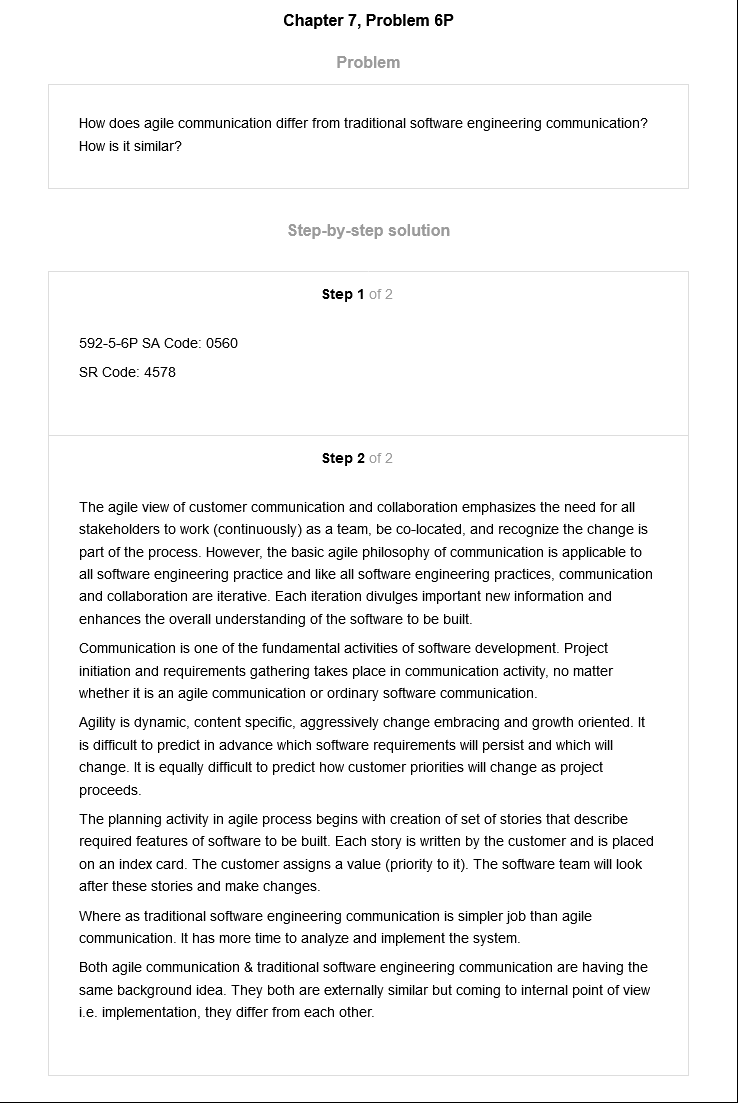 Chapter 7, Problem 6P
Problem
How does agile communication differ from traditional software engineering communication?
How is it similar?
Step-by-step solution
Step 1 of 2
592-5-6P SA Code: 0560
SR Code: 4578
Step 2 of 2
The agile view of customer communication and collaboration emphasizes the need for all
stakeholders to work (continuously) as a team, be co-located, and recognize the change is
part of the process. However, the basic agile philosophy of communication is applicable to
all software engineering practice and like all software engineering practices, communication
and collaboration are iterative. Each iteration divulges important new information and
enhances the overall understanding of the software to be built.
Communication is one of the fundamental activities of software development. Project
initiation and requirements gathering takes place in communication activity, no matter
whether it is an agile communication or ordinary software communication.
Agility is dynamic, content specific, aggressively change embracing and growth oriented. It
is difficult to predict in advance which software requirements will persist and which will
change. It is equally difficult to predict how customer priorities will change as project
proceeds.
The planning activity in agile process begins with creation of set of stories that describe
required features of software to be built. Each story is written by the customer and is placed
on an index card. The customer assigns a value (priority to it). The software team will look
after these stories and make changes.
Where as traditional software engineering communication is simpler job than agile
communication. It has more time to analyze and implement the system.
Both agile communication & traditional software engineering communication are having the
same background idea. They both are externally similar but coming to internal point of view
i.e. implementation, they differ from each other.